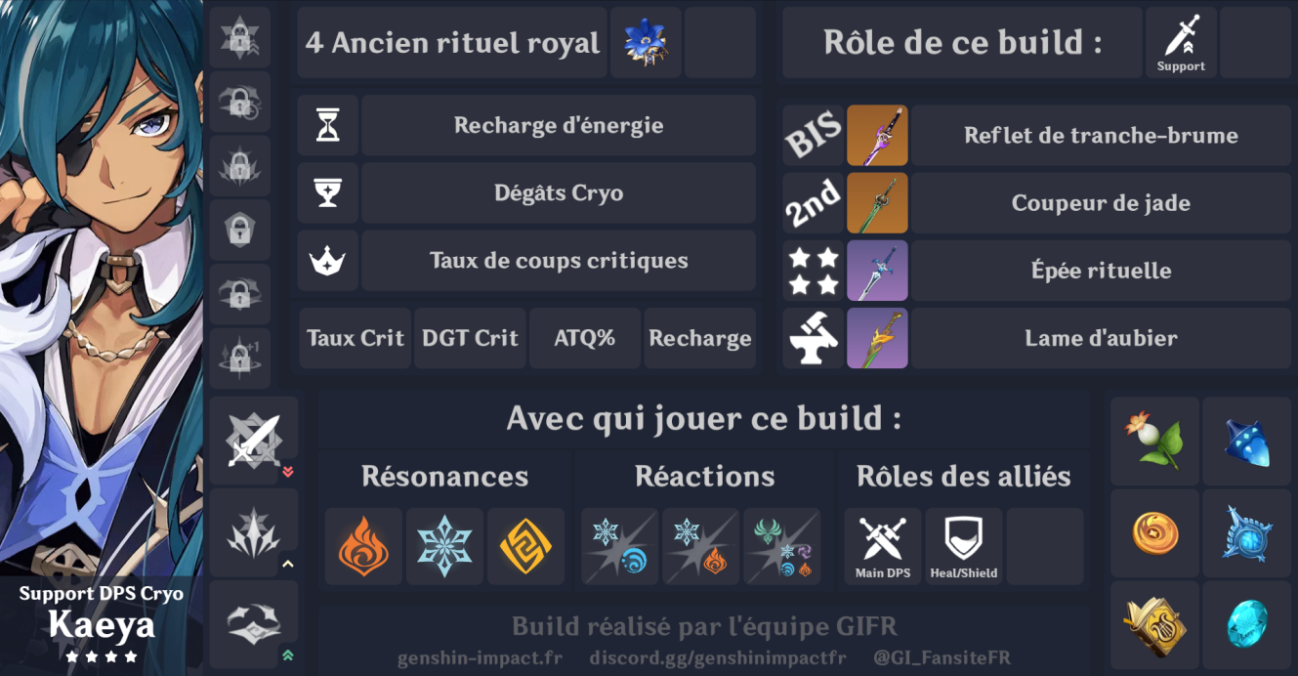 4 Ancien rituel royal
Rôle de ce build :
Support
Recharge d'énergie
Dégâts Cryo
Taux de coups critiques
Taux Crit
DGT Crit
ATQ%
Recharge
BIS
Reflet de tranche-brume
2nd
Coupeur de jade
Épée rituelle
Lame d'aubier
+1
Avec qui jouer ce build :
Résonances
Réactions
Rôles des alliés
Main DPS
Heal/Shield
Support DPS Cryo
Kaeya
Build réalisé par l'équipe GIFR
genshin-impact.fr discord.gg/genshinimpactfr @GI_FansiteFR